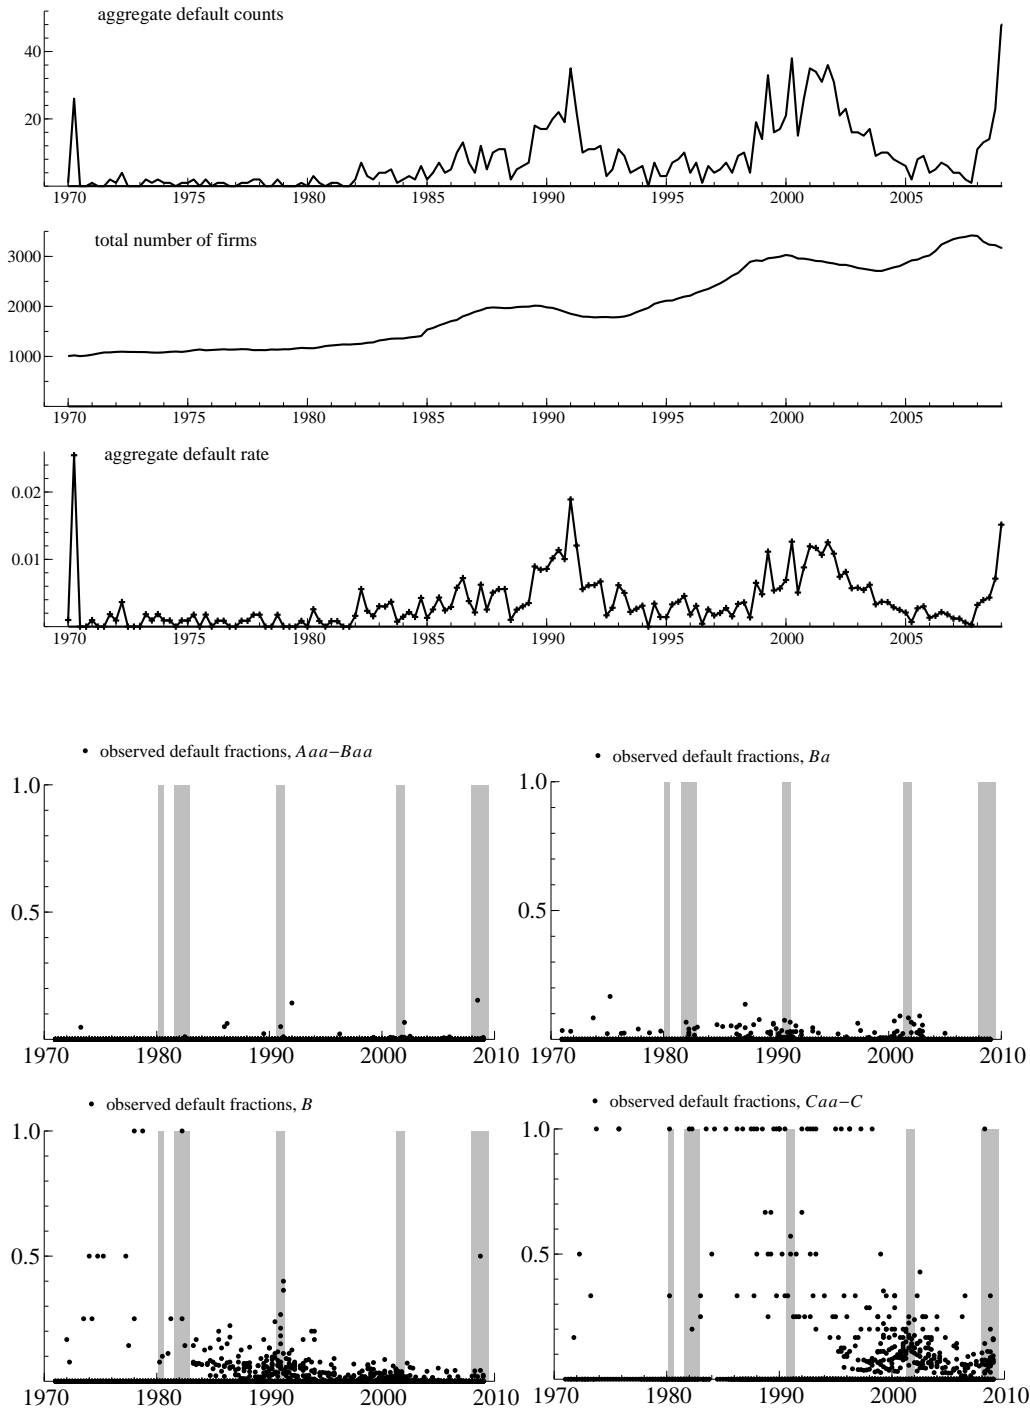 aggregate default counts
40
20
1970 1975 1980 1985 1990 1995 2000 2005
total number of firms
3000
2000
1000
1970 1975 1980 1985 1990 1995 2000 2005
aggregate default rate
0.02
0.01
1970 1975 1980 1985 1990 1995 2000 2005
observed default fractions, Aaa−Baa
1.0
0.5
1970 1980 1990 2000 2010
observed default fractions, Ba
1.0
0.5
1970 1980 1990 2000 2010
observed default fractions, B
1.0
0.5
1970 1980 1990 2000 2010
observed default fractions, Caa−C
1.0
0.5
1970 1980 1990 2000 2010